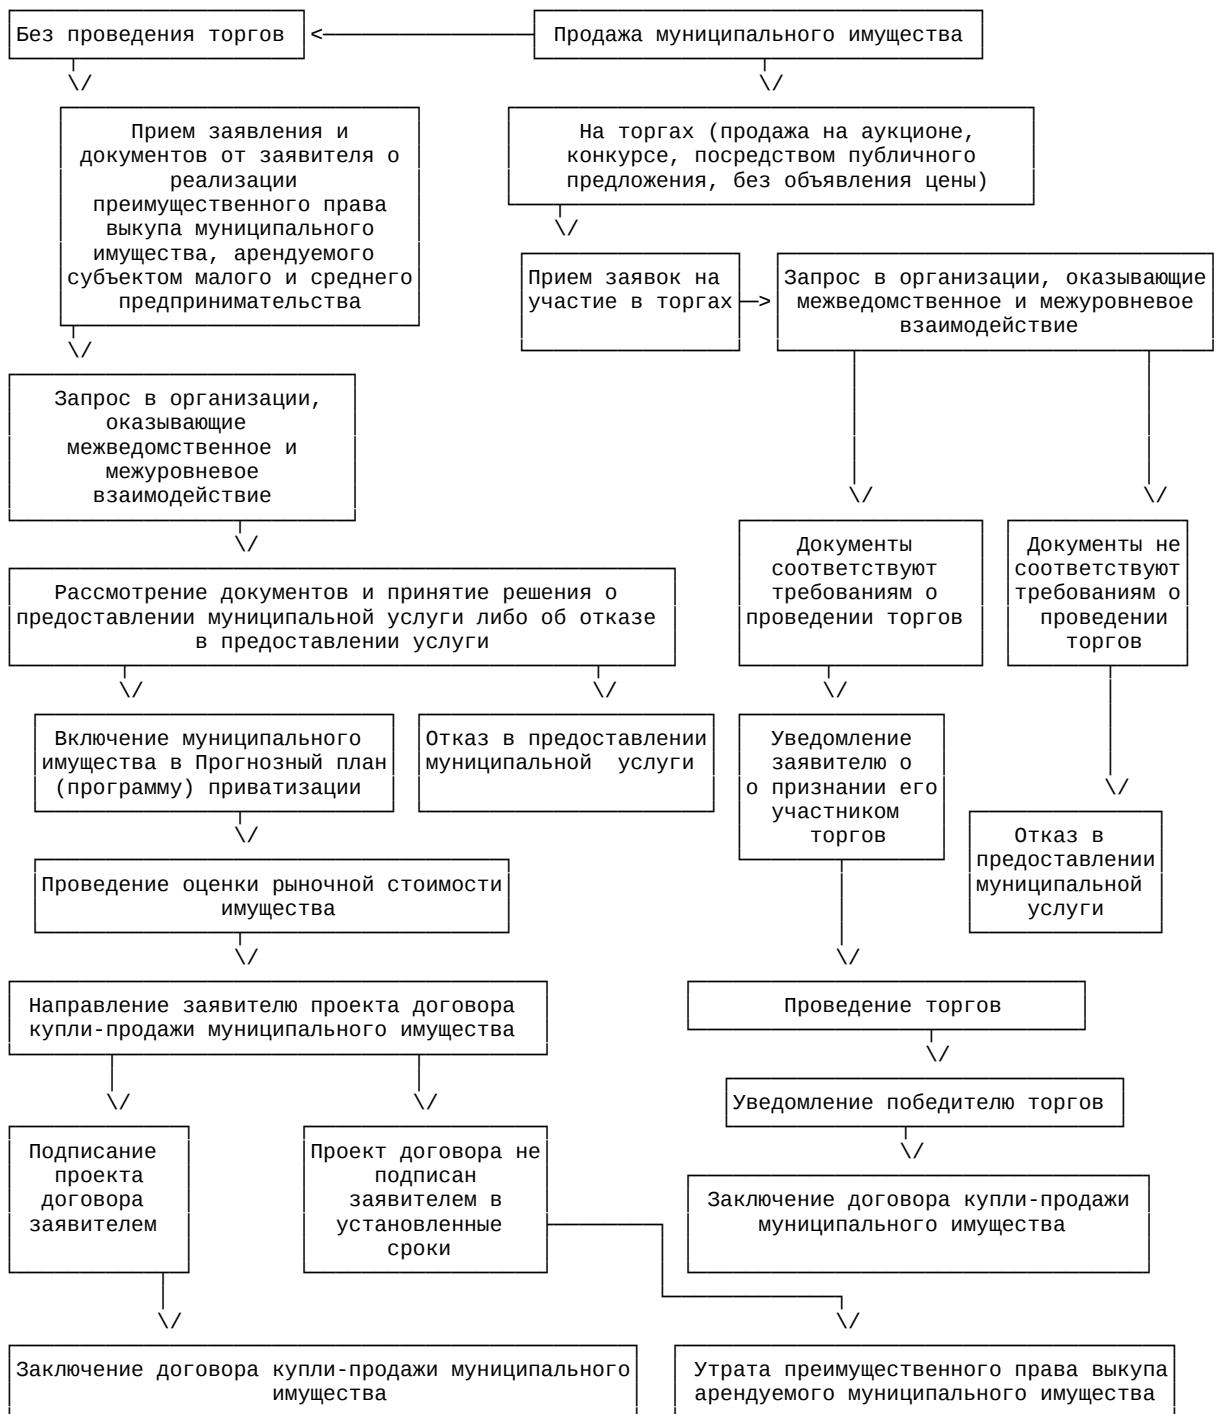 Без проведения торгов
Продажа муниципального имущества
Прием заявления и
документов от заявителя о
реализации
преимущественного права
выкупа муниципального
имущества, арендуемого
субъектом малого и среднего
предпринимательства
На торгах (продажа на аукционе,
конкурсе, посредством публичного
предложения, без объявления цены)
Прием заявок на
участие в торгах
Запрос в организации, оказывающие
межведомственное и межуровневое
взаимодействие
Запрос в организации,
оказывающие
межведомственное и
межуровневое
взаимодействие
Документы
соответствуют
требованиям о
проведении торгов
Документы не
соответствуют
требованиям о
проведении
торгов
Рассмотрение документов и принятие решения о
предоставлении муниципальной услуги либо об отказе
в предоставлении услуги
Включение муниципального
имущества в Прогнозный план
(программу) приватизации
Отказ в предоставлении
муниципальной  услуги
Уведомление
заявителю о
о признании его
участником
торгов
Отказ в
предоставлении
муниципальной
услуги
Проведение оценки рыночной стоимости
имущества
Направление заявителю проекта договора
купли-продажи муниципального имущества
Проведение торгов
Уведомление победителю торгов
Подписание
проекта
договора
заявителем
Проект договора не
подписан
заявителем в
установленные
сроки
Заключение договора купли-продажи
муниципального имущества
Заключение договора купли-продажи муниципального
имущества
Утрата преимущественного права выкупа
арендуемого муниципального имущества